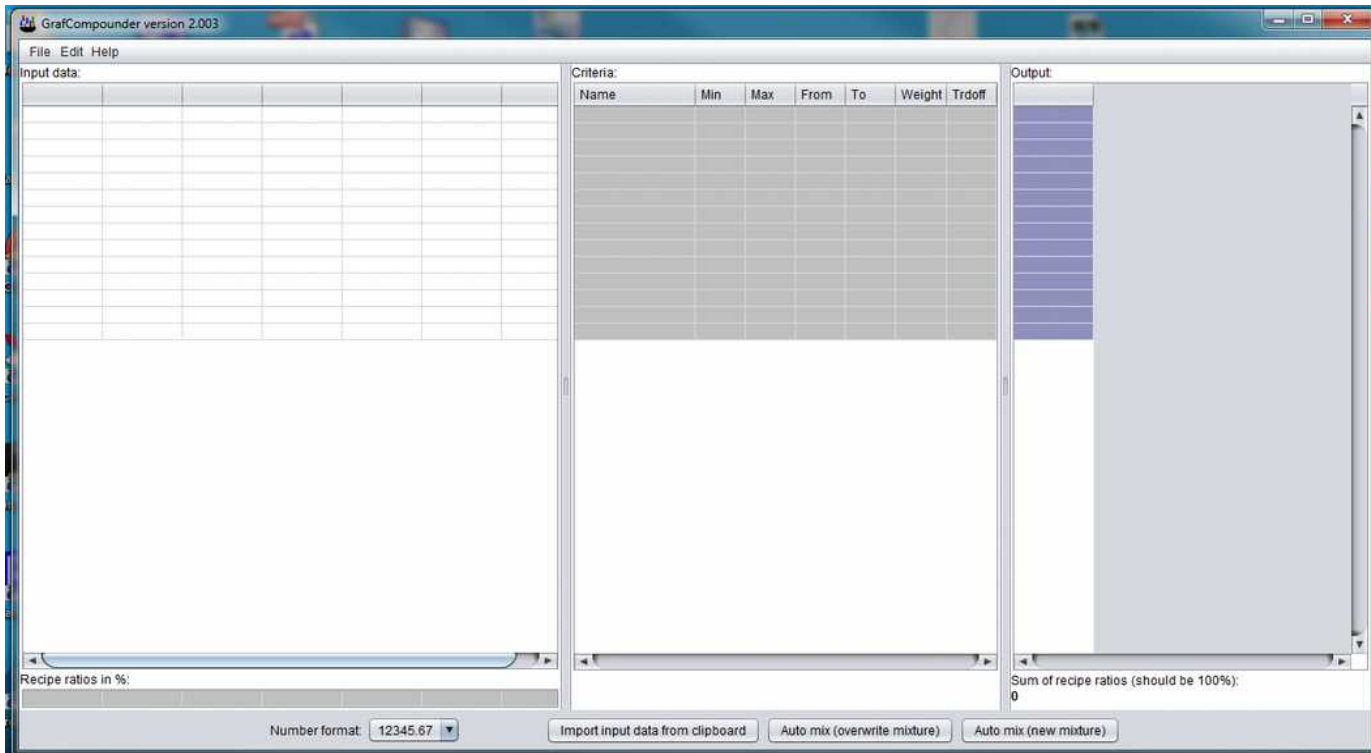 GrafCompounder version 2.003
File Edit Help
Input data:
Criteria:
Output:
Name Min Max From To Weight Trdoff
Recipe ratios in %:
Sum of recipe ratios (should be 100%):
0
Number format: 12345.67 Import input data from clipboard Auto mix (overwrite mixture) Auto mix (new mixture)